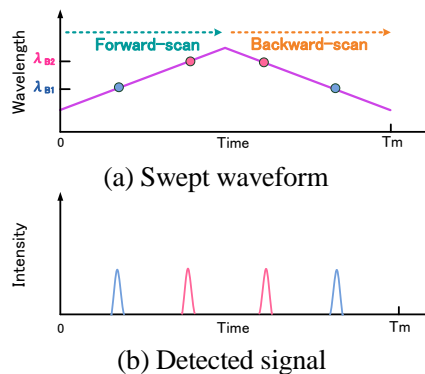 Forward-scan Backward-scan
Wavelength
λB2
λB1
0 Time Tm
(a) Swept waveform
Intensity
0 Time Tm
(b) Detected signal